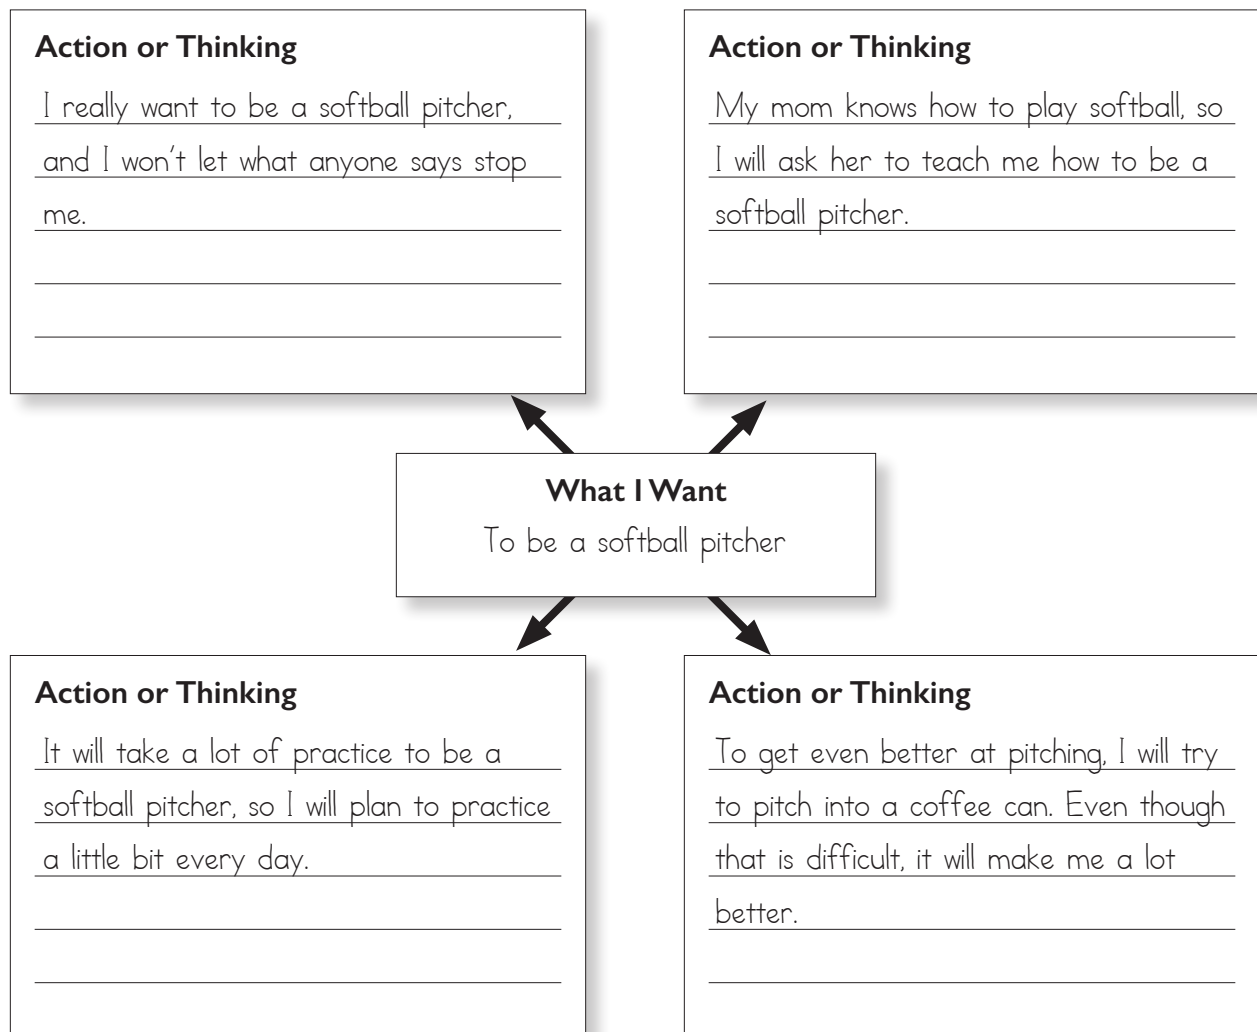 Action or Thinking
I really want to be a softball pitcher,
and I won't let what anyone says stop
me.
Action or Thinking
My mom knows how to play softball, so
I will ask her to teach me how to be a
softball pitcher.
What I Want
To be a softball pitcher
Action or Thinking
It will take a lot of practice to be a
softball pitcher, so I will plan to practice
a little bit every day.
Action or Thinking
To get even better at pitching, I will try
to pitch into a coffee can. Even though
that is difficult, it will make me a lot
better.